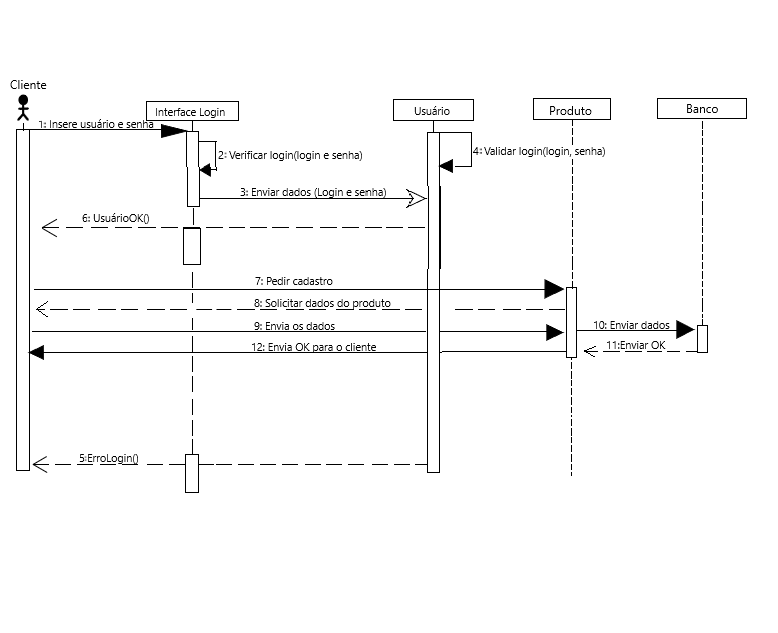 Cliente
Interface Login
Usuário
Produto
Banco
1: Insere usuário e senha
2: Verificar login(login e senha)
4: Validar login(login, senha)
3: Enviar dados (Login e senha)
6: UsuárioOK()
7: Pedir cadastro
8: Solicitar dados do produto
9: Envia os dados
10: Enviar dados
11:Enviar OK
12: Envia OK para o cliente
5:ErroLogin()